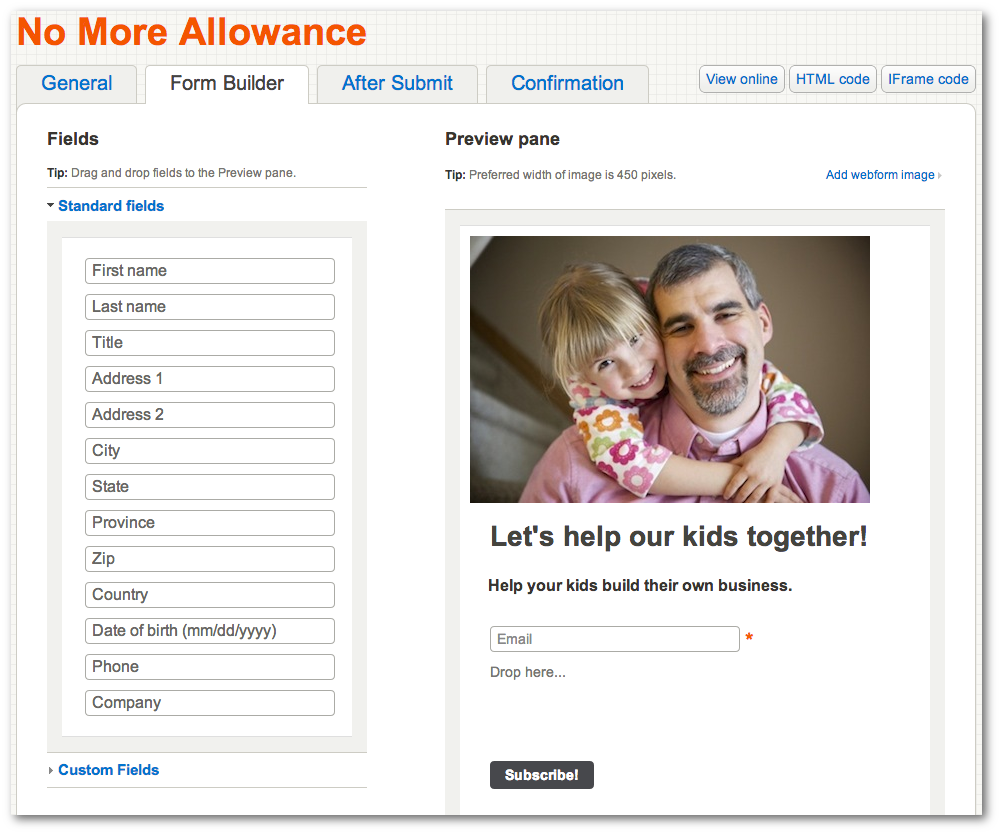 No More Allowance
General
Form Builder
After Submit
Confirmation
View online
HTML code
IFrame code
Fields
Tip: Drag and drop fields to the Preview pane.
Standard fields
First name
Last name
Title
Address 1
Address 2
City
State
Province
Zip
Country
Date of birth (mm/dd/yyyy)
Phone
Company
Custom Fields
Preview pane
Tip: Preferred width of image is 450 pixels.
Add webform image
Let's help our kids together!
Help your kids build their own business.
Email *
Drop here...
Subscribe!